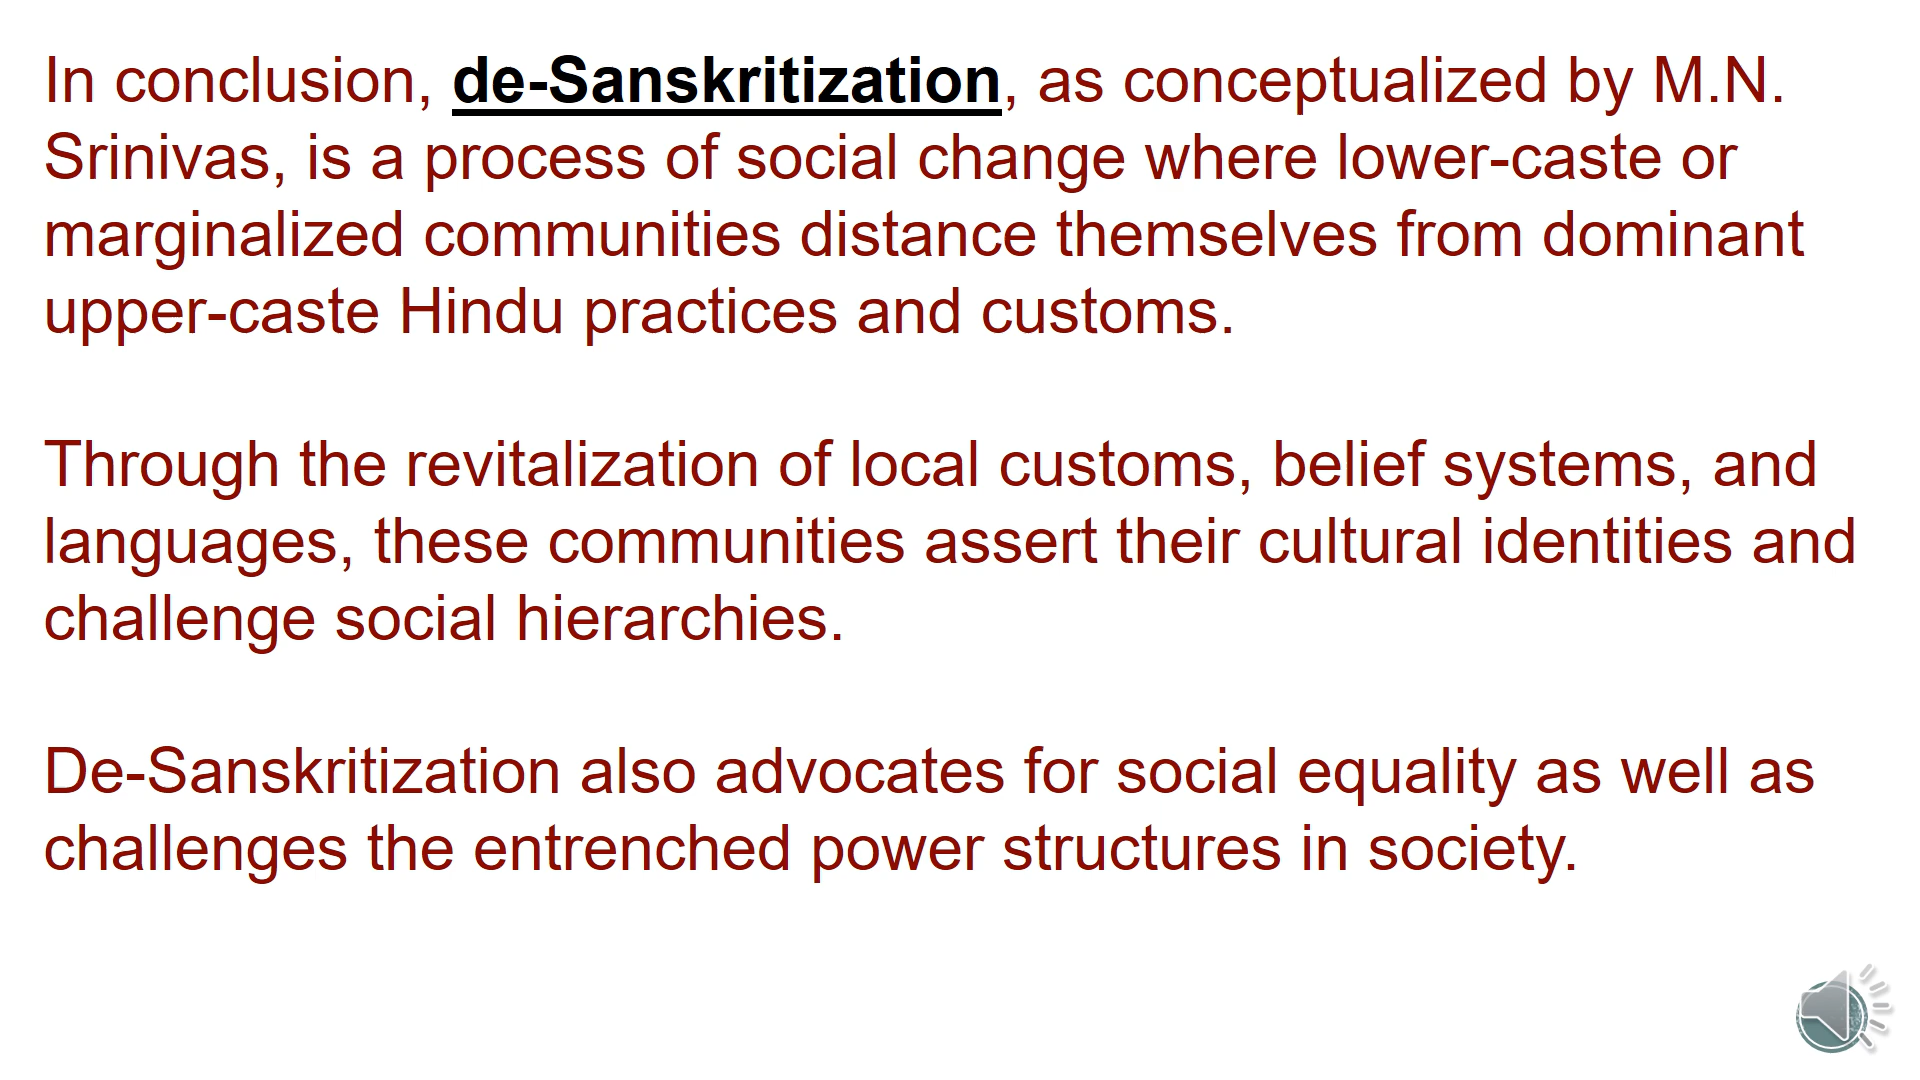 In conclusion, de-Sanskritization, as conceptualized by M.N.
Srinivas, is a process of social change where lower-caste or
marginalized communities distance themselves from dominant
upper-caste Hindu practices and customs.
Through the revitalization of local customs, belief systems, and
languages, these communities assert their cultural identities and
challenge social hierarchies.
De-Sanskritization also advocates for social equality as well as
challenges the entrenched power structures in society.